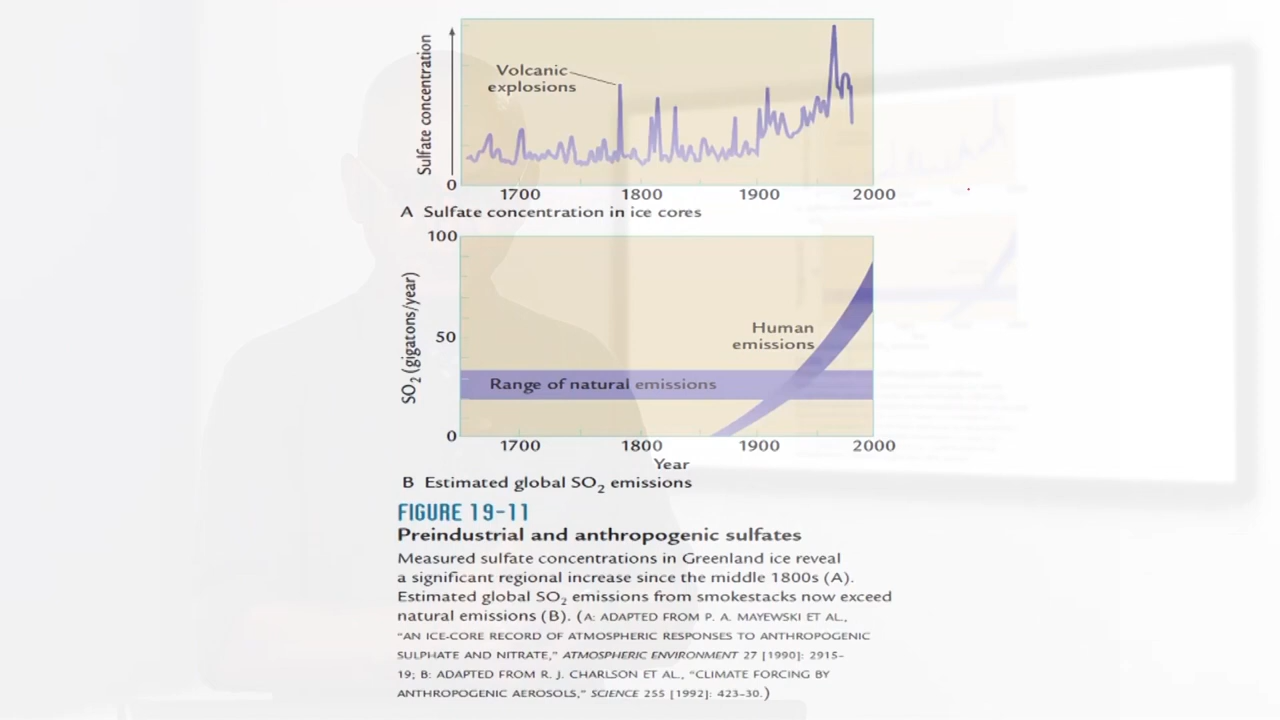 Sulfate concentration
Volcanic
explosions
0
1700 1800 1900 2000
A Sulfate concentration in ice cores
100
SO2 (gigatons/year)
50
Human
emissions
Range of natural emissions
0
1700 1800 1900 2000
Year
B Estimated global SO2 emissions
FIGURE 19-11
Preindustrial and anthropogenic sulfates
Measured sulfate concentrations in Greenland ice reveal
a significant regional increase since the middle 1800s (A).
Estimated global SO2 emissions from smokestacks now exceed
natural emissions (B). (A: ADAPTED FROM P. A. MAYEWSKI ET AL.,
"AN ICE-CORE RECORD OF ATMOSPHERIC RESPONSES TO ANTHROPOGENIC
SULPHATE AND NITRATE," ATMOSPHERIC ENVIRONMENT 27 [1990]: 2915–
19; B: ADAPTED FROM R. J. CHARLSON ET AL., "CLIMATE FORCING BY
ANTHROPOGENIC AEROSOLS," SCIENCE 255 [1992]: 423–30.)